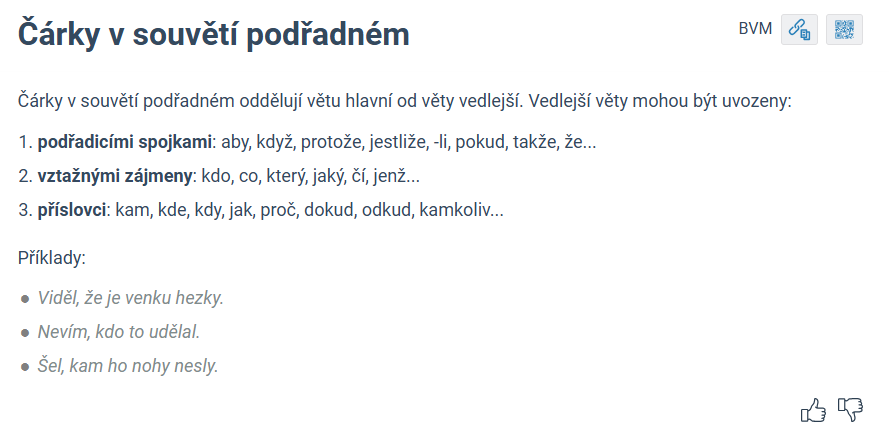 Čárky v souvětí podřadném
BVM
Čárky v souvětí podřadném oddělují větu hlavní od věty vedlejší. Vedlejší věty mohou být uvozeny:
1. podřadicími spojkami: aby, když, protože, jestliže, -li, pokud, takže, že...
2. vztažnými zájmeny: kdo, co, který, jaký, čí, jenž...
3. příslovci: kam, kde, kdy, jak, proč, dokud, odkud, kamkoliv...
Příklady:
● Viděl, že je venku hezky.
● Nevím, kdo to udělal.
● Šel, kam ho nohy nesly.